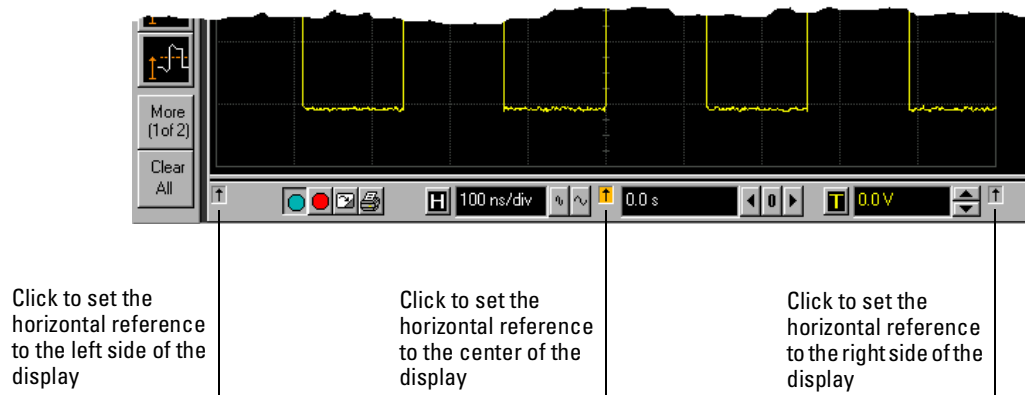 More
(1of 2)
Clear
All
H 100 ns/div 0.0 s 0 T 0.0 V
Click to set the
horizontal reference
to the left side of the
display
Click to set the
horizontal reference
to the center of the
display
Click to set the
horizontal reference
to the right side of the
display